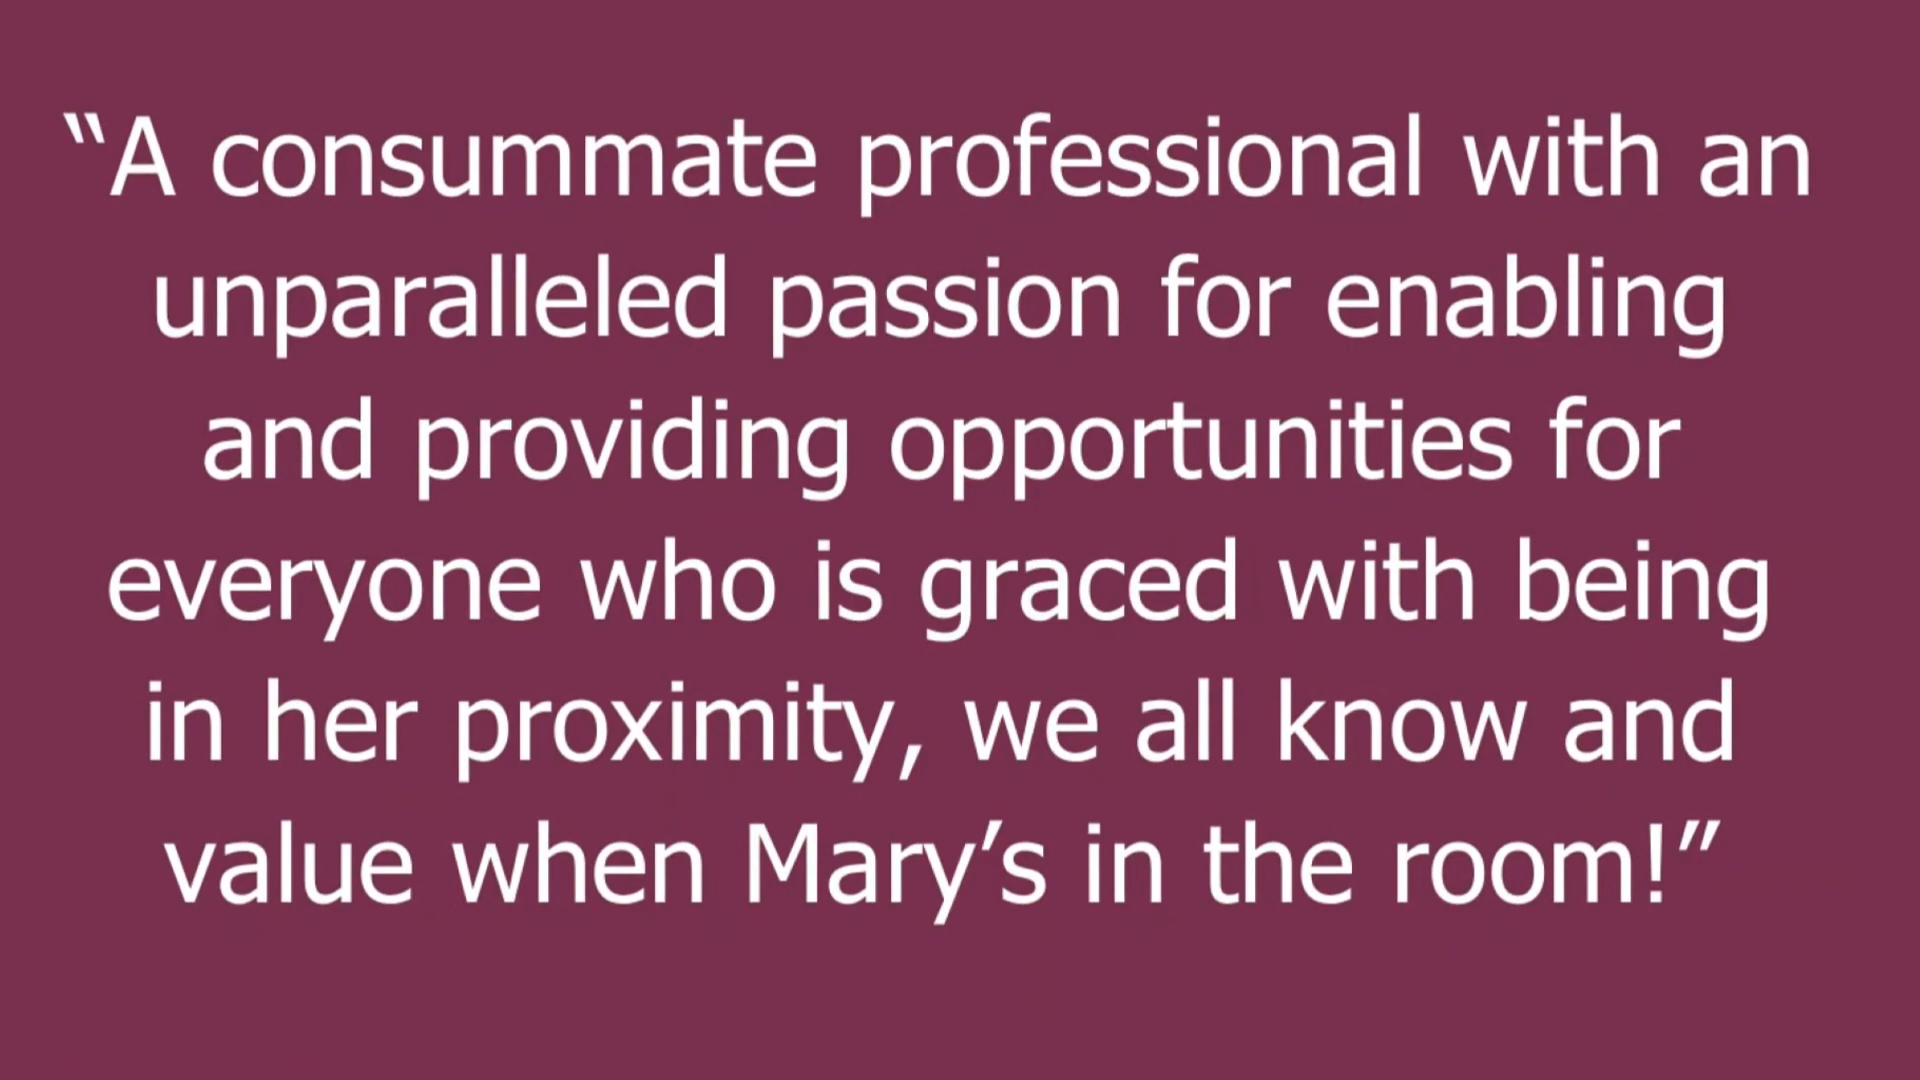 “A consummate professional with an
unparalleled passion for enabling
and providing opportunities for
everyone who is graced with being
in her proximity, we all know and
value when Mary’s in the room!”